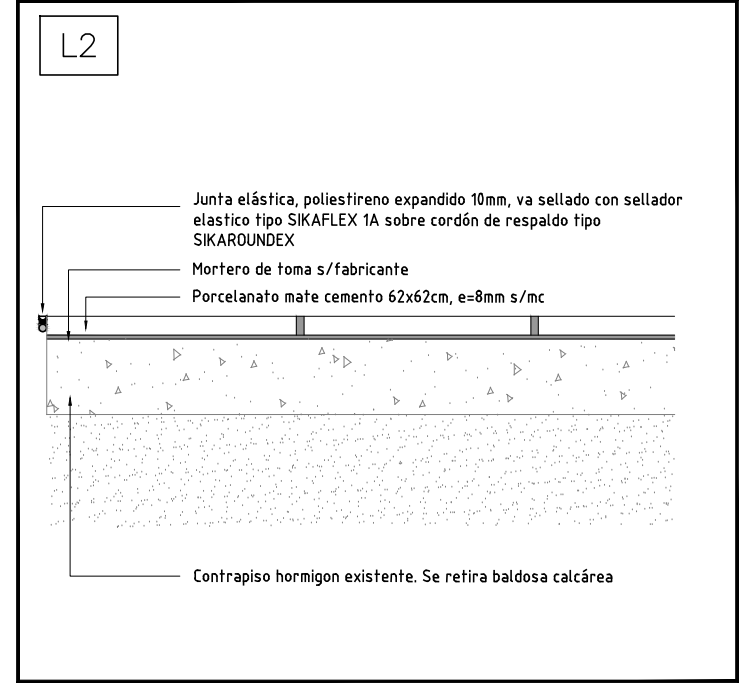 L2
Junta elástica, poliestireno expandido 10mm, va sellado con sellador
elastico tipo SIKAFLEX 1A sobre cordón de respaldo tipo
SIKAROUNDEX
Mortero de toma s/fabricante
Porcelanato mate cemento 62x62cm, e=8mm s/mc
Contrapiso hormigon existente. Se retira baldosa calcárea